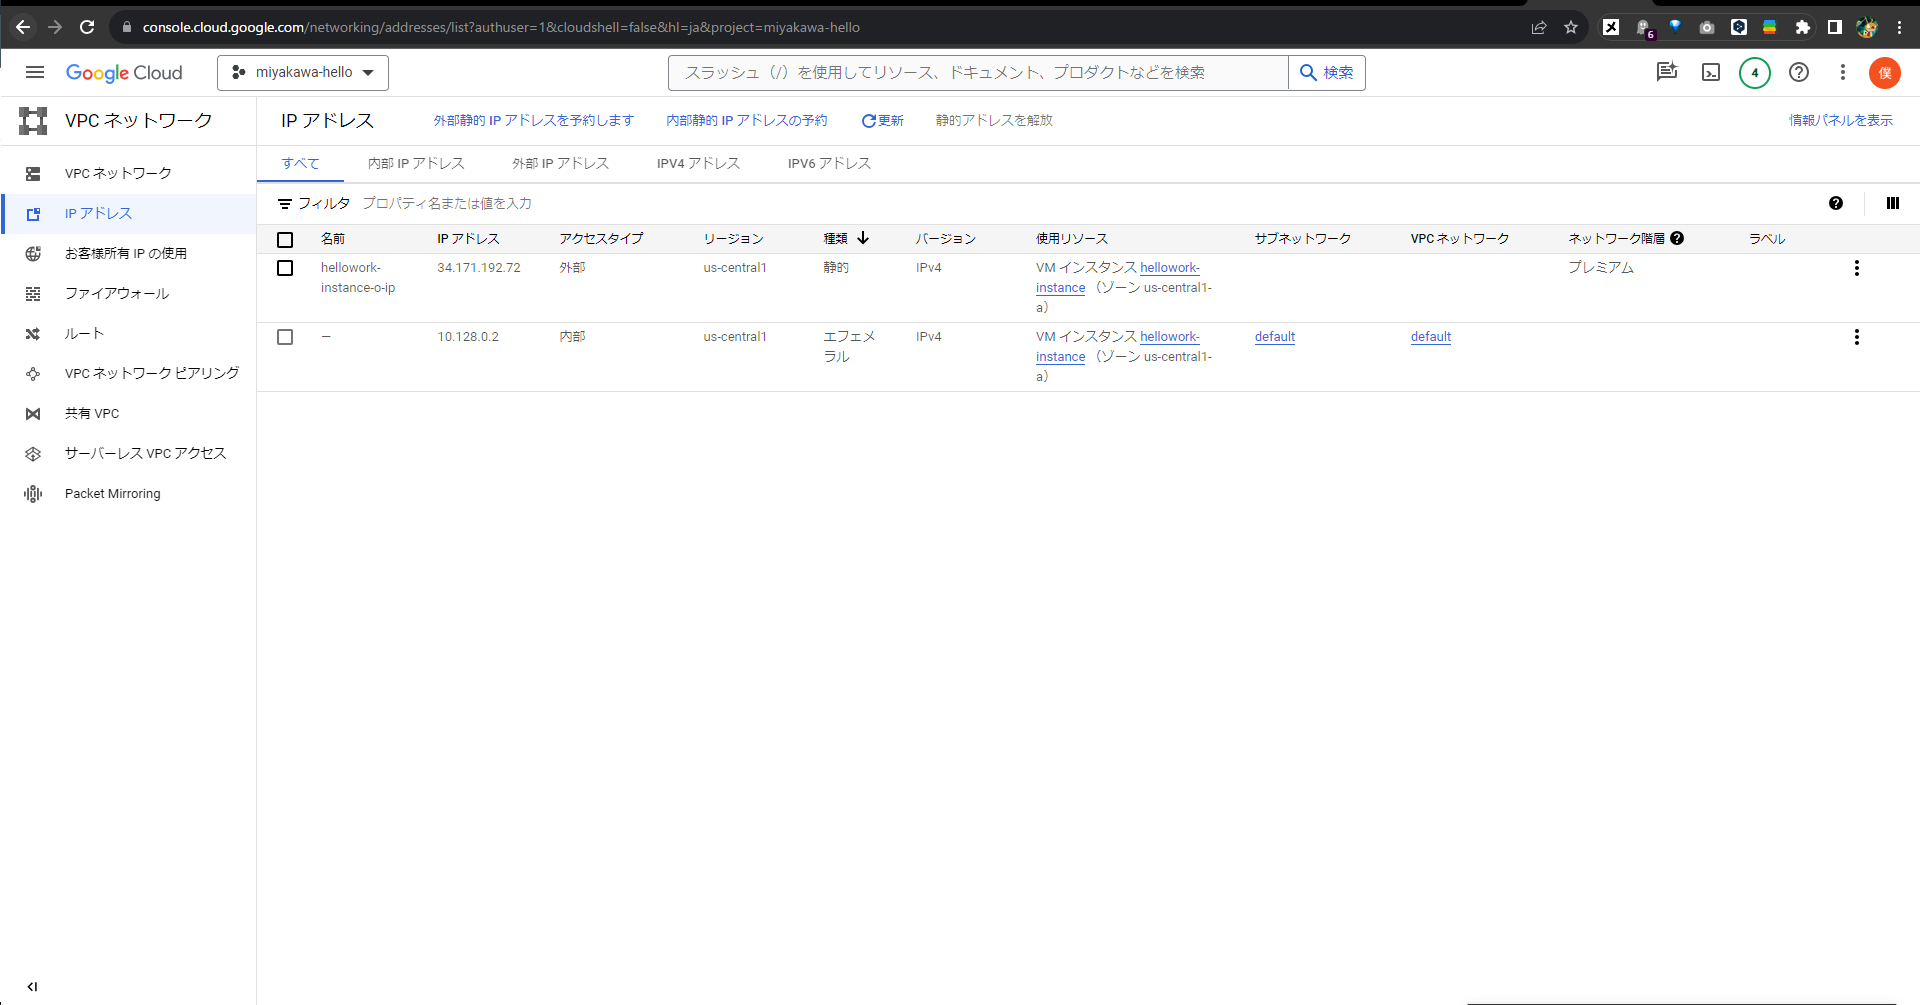 console.cloud.google.com/networking/addresses/list?authuser=1&cloudshell=false&hl=ja&project=miyakawa-hello
6
Google Cloud
miyakawa-hello
スラッシュ（/）を使用してリソース、ドキュメント、プロダクトなどを検索
検索
4
僕
VPC ネットワーク
IP アドレス
外部静的 IP アドレスを予約します
内部静的 IP アドレスの予約
更新
静的アドレスを解放
情報パネルを表示
VPC ネットワーク
IP アドレス
お客様所有 IP の使用
ファイアウォール
ルート
VPC ネットワーク ピアリング
共有 VPC
サーバーレス VPC アクセス
Packet Mirroring
すべて
内部 IP アドレス
外部 IP アドレス
IPV4 アドレス
IPV6 アドレス
フィルタ
プロパティ名または値を入力
名前
IP アドレス
アクセスタイプ
リージョン
種類
バージョン
使用リソース
サブネットワーク
VPC ネットワーク
ネットワーク階層
ラベル
hellowork-
instance-o-ip
34.171.192.72
外部
us-central1
静的
IPv4
VM インスタンス hellowork-
instance （ゾーン us-central1-
a）
プレミアム
—
10.128.0.2
内部
us-central1
エフェメ
ラル
IPv4
VM インスタンス hellowork-
instance （ゾーン us-central1-
a）
default
default